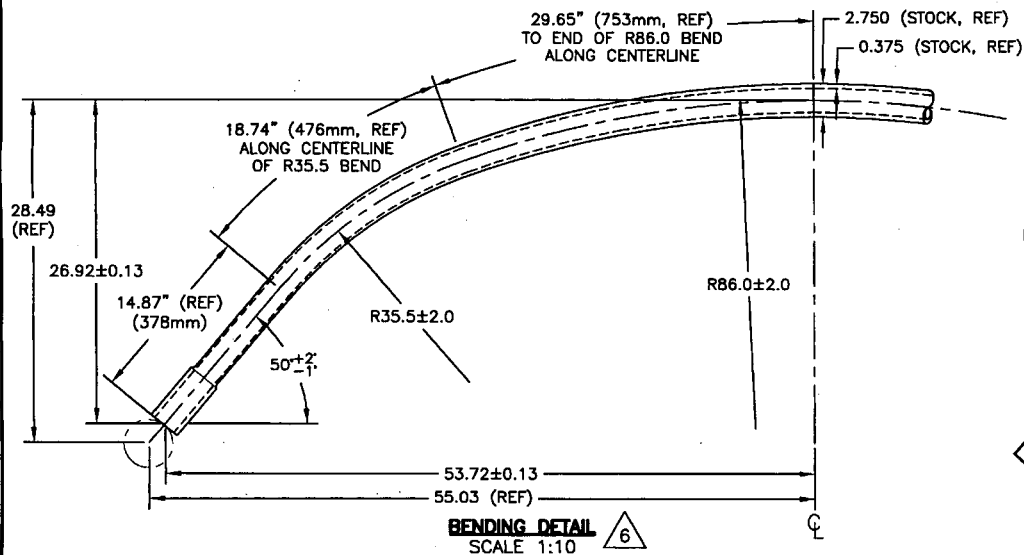 29.65" (753mm, REF)
TO END OF R86.0 BEND
ALONG CENTERLINE
2.750 (STOCK, REF)
0.375 (STOCK, REF)
18.74" (476mm, REF)
ALONG CENTERLINE
OF R35.5 BEND
28.49
(REF)
26.92±0.13
14.87" (REF)
(378mm)
R35.5±2.0
R86.0±2.0
50°+2°
-1°
53.72±0.13
55.03 (REF)
BENDING DETAIL 6
SCALE 1:10
℄